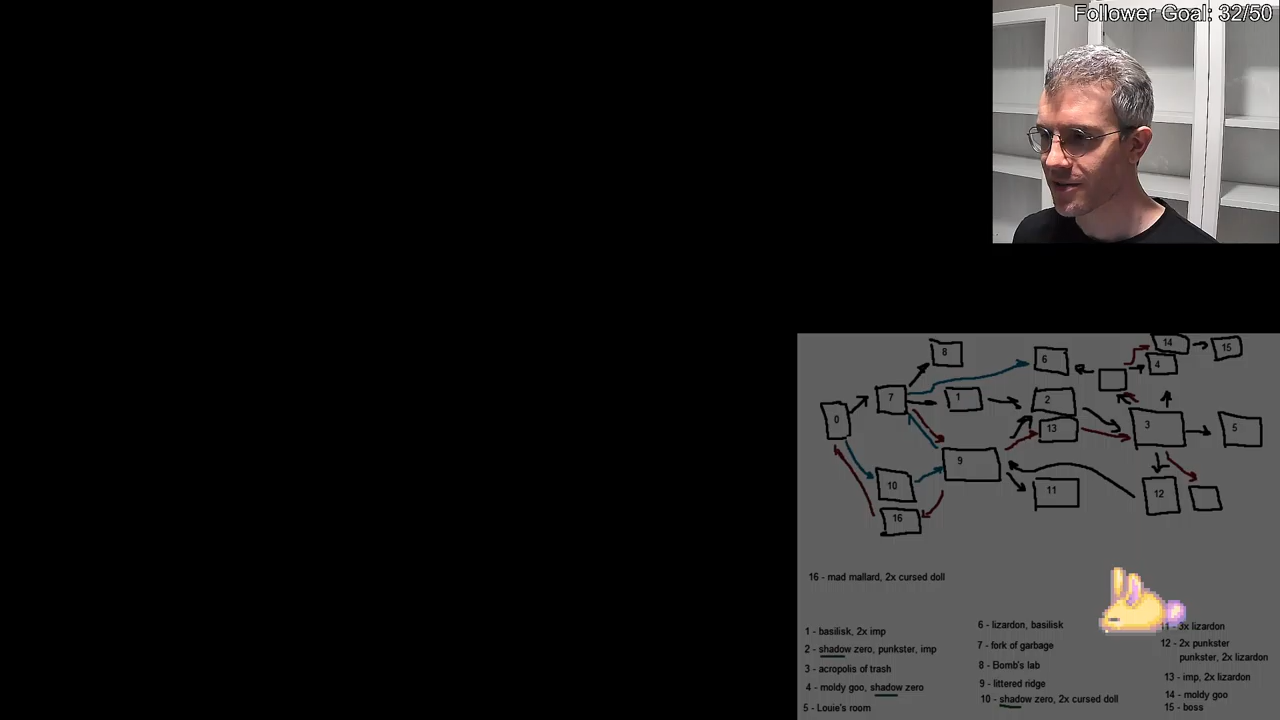 Follower Goal: 32/50
14
15
8
6
4
7
1
2
0
13
3
5
9
10
11
12
16
16 - mad mallard, 2x cursed doll
1 - basilisk, 2x imp
2 - shadow zero, punkster, imp
3 - acropolis of trash
4 - moldy goo, shadow zero
5 - Louie's room
6 - lizardon, basilisk
7 - fork of garbage
8 - Bomb's lab
9 - littered ridge
10 - shadow zero, 2x cursed doll
11 - 3x lizardon
12 - 2x punkster
punkster, 2x lizardon
13 - imp, 2x lizardon
14 - moldy goo
15 - boss